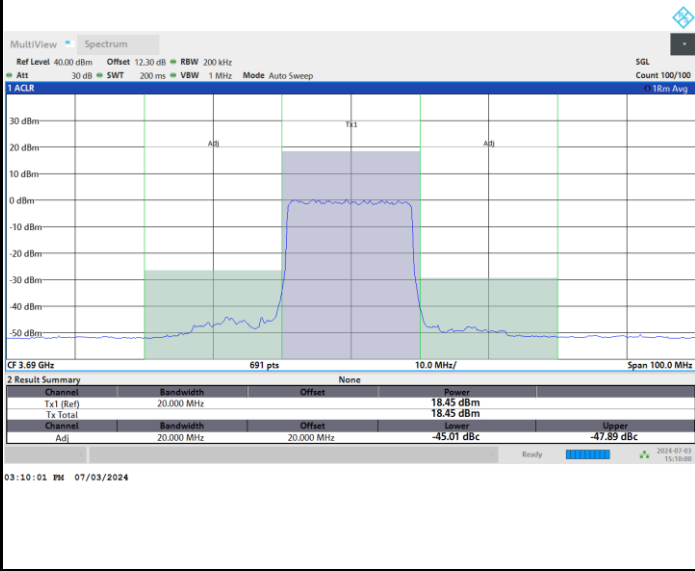 MultiView Spectrum
Ref Level 40.00 dBm Offset 12.30 dB RBW 200 kHz SGL
Att 30 dB SWT 200 ms VBW 1 MHz Mode Auto Sweep Count 100/100
1 ACLR 1Rm Avg
30 dBm
Tx1
20 dBm
Adj Adj
10 dBm
0 dBm
-10 dBm
-20 dBm
-30 dBm
-40 dBm
-50 dBm
CF 3.69 GHz 691 pts 10.0 MHz/ Span 100.0 MHz
2 Result Summary None
Channel Bandwidth Offset Power
Tx1 (Ref) 20.000 MHz 18.45 dBm
Tx Total 18.45 dBm
Channel Bandwidth Offset Lower Upper
Adj 20.000 MHz 20.000 MHz -45.01 dBc -47.89 dBc
Ready 2024-07-03
15:10:00
03:10:01 PM 07/03/2024